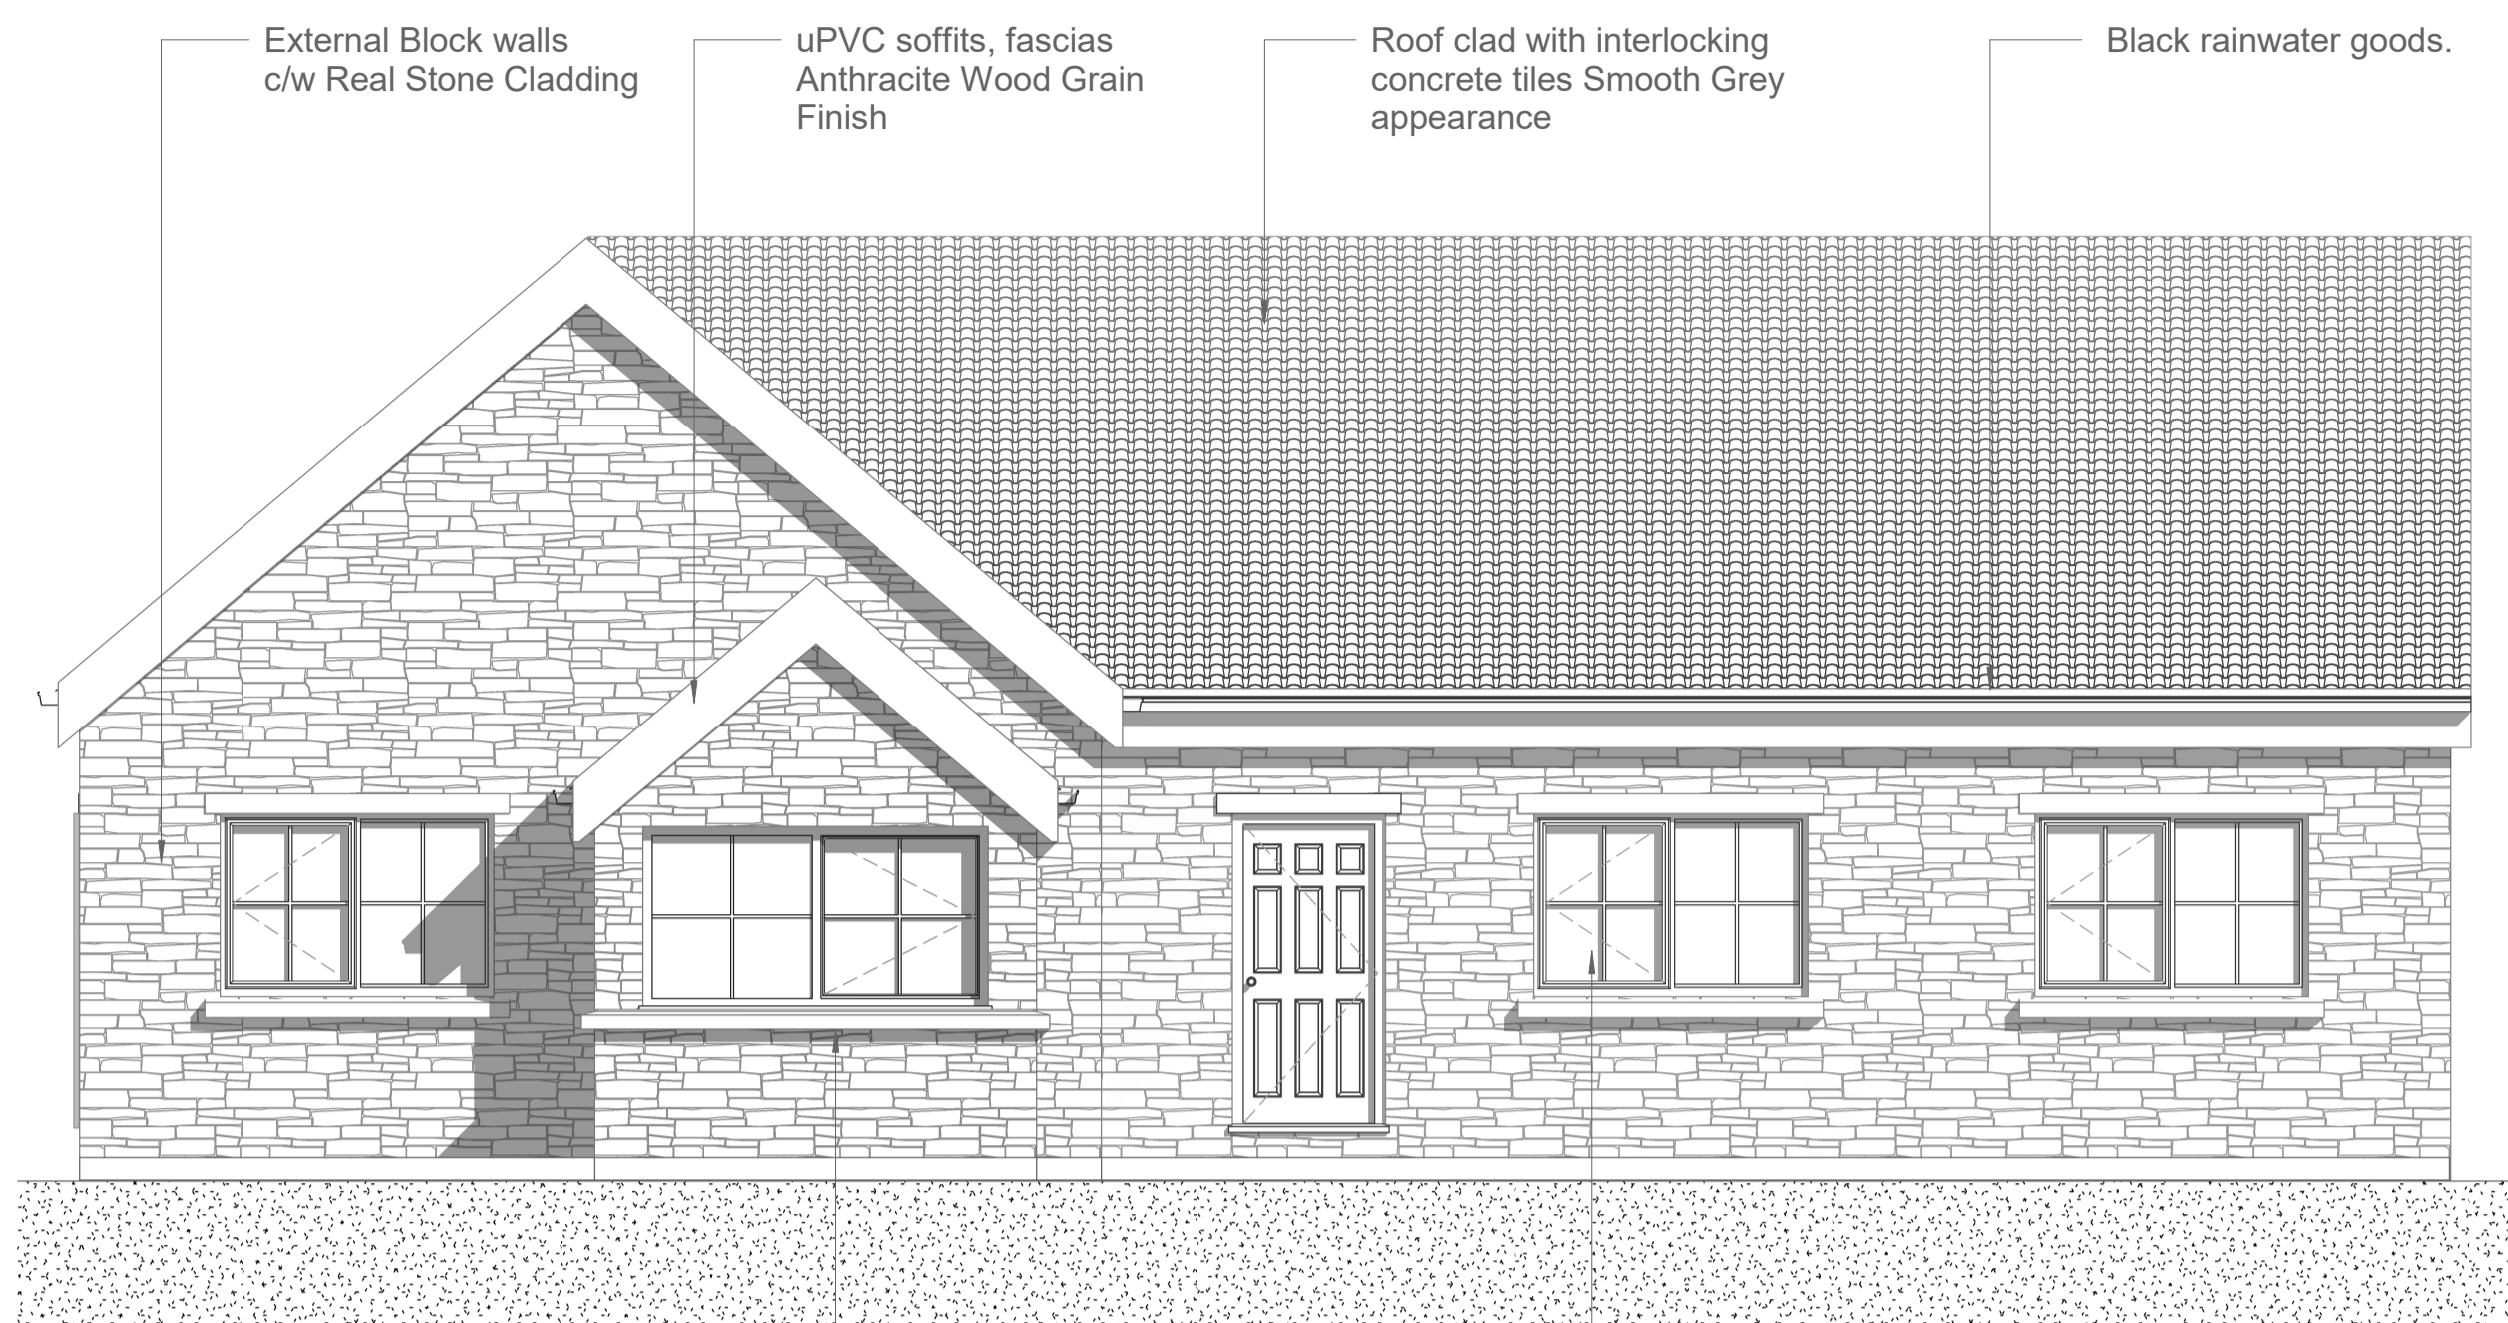 External Block walls
c/w Real Stone Cladding
uPVC soffits, fascias
Anthracite Wood Grain
Finish
Roof clad with interlocking
concrete tiles Smooth Grey
appearance
Black rainwater goods.